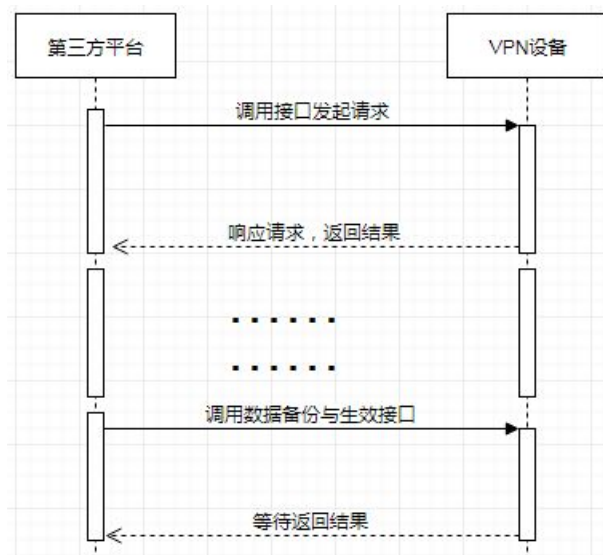 第三方平台
VPN设备
调用接口发起请求
响应请求，返回结果
. . . . . .
. . . . . .
调用数据备份与生效接口
等待返回结果